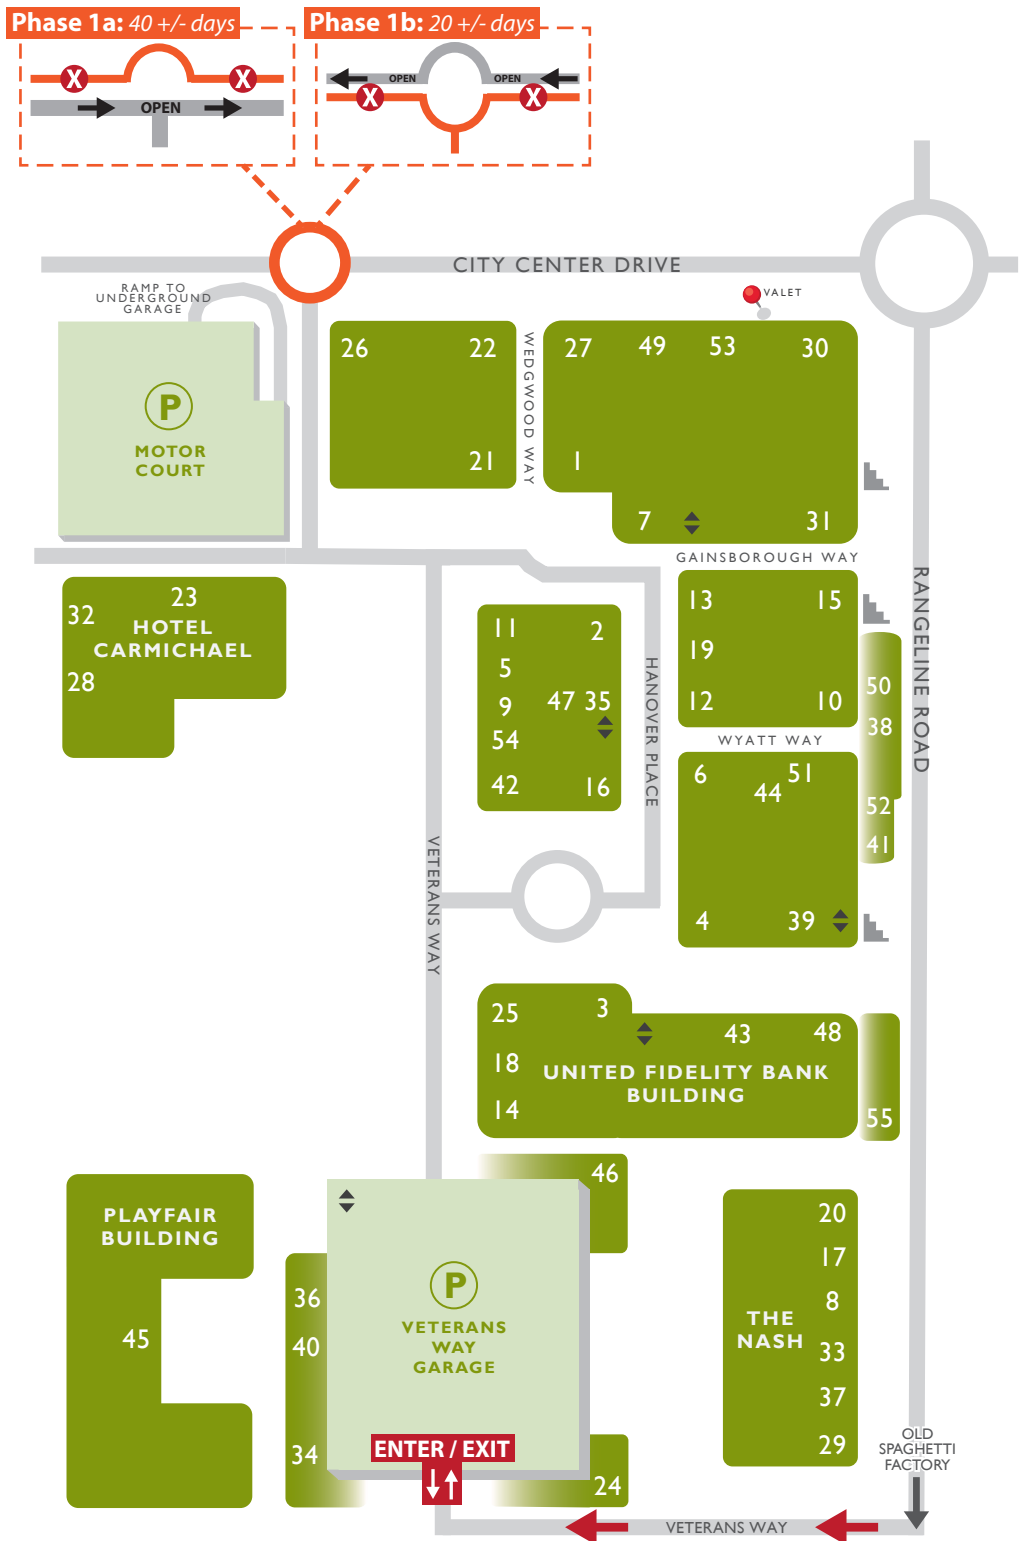 Phase 1a: 40 +/- days
Phase 1b: 20 +/- days
X
X
OPEN
OPEN
OPEN
X
X
CITY CENTER DRIVE
RAMP TO
UNDERGROUND
GARAGE
VALET
P
MOTOR
COURT
26
22
21
WEDGWOOD WAY
27
49
53
30
1
7
31
GAINSBOROUGH WAY
RANGELINE ROAD
32
23
HOTEL
CARMICHAEL
28
11
2
5
9
47
35
54
42
16
HANOVER PLACE
13
15
19
12
10
50
38
52
41
WYATT WAY
6
51
44
4
39
VETERANS WAY
25
3
43
48
18
UNITED FIDELITY BANK
BUILDING
14
55
46
PLAYFAIR
BUILDING
45
36
40
34
P
VETERANS
WAY
GARAGE
ENTER / EXIT
24
20
17
8
THE
NASH
33
37
29
OLD
SPAGHETTI
FACTORY
VETERANS WAY